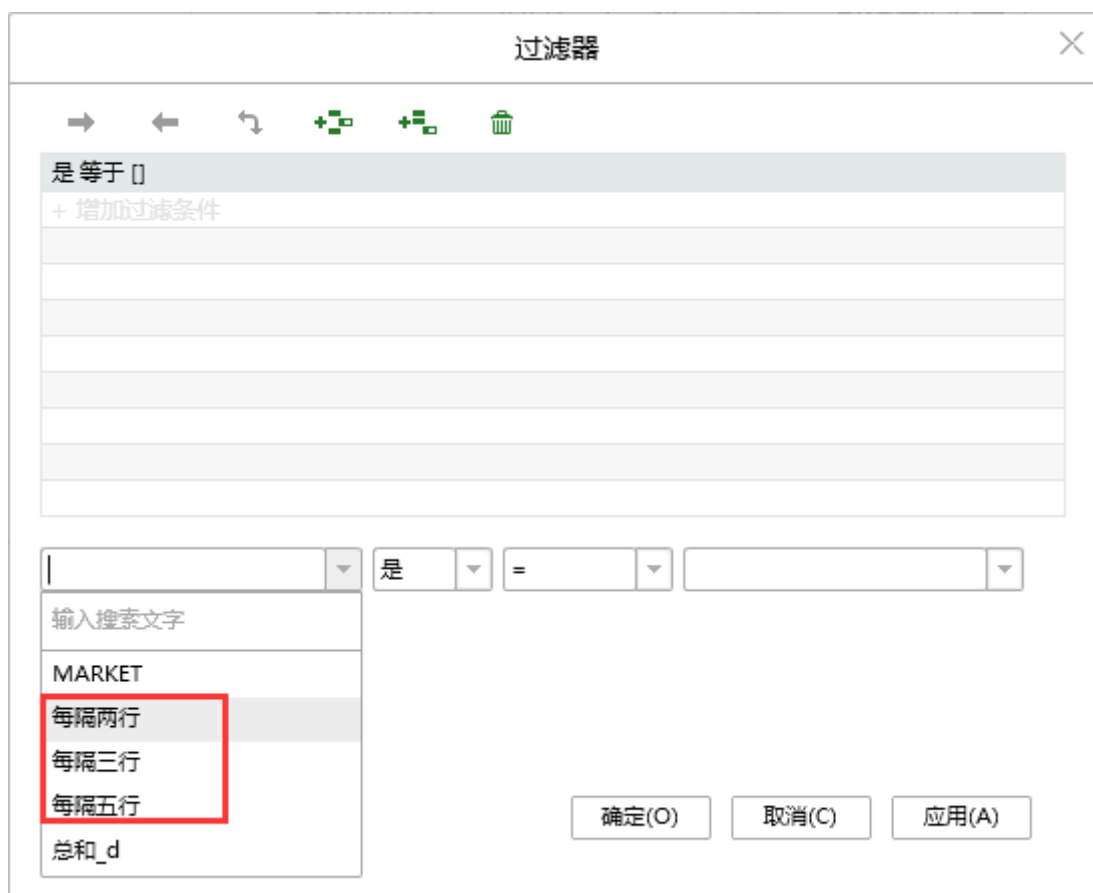 过滤器
是 等于 []
+ 增加过滤条件
是 =
输入搜索文字
MARKET
每隔两行
每隔三行
每隔五行
确定(O) 取消(C) 应用(A)
总和_d